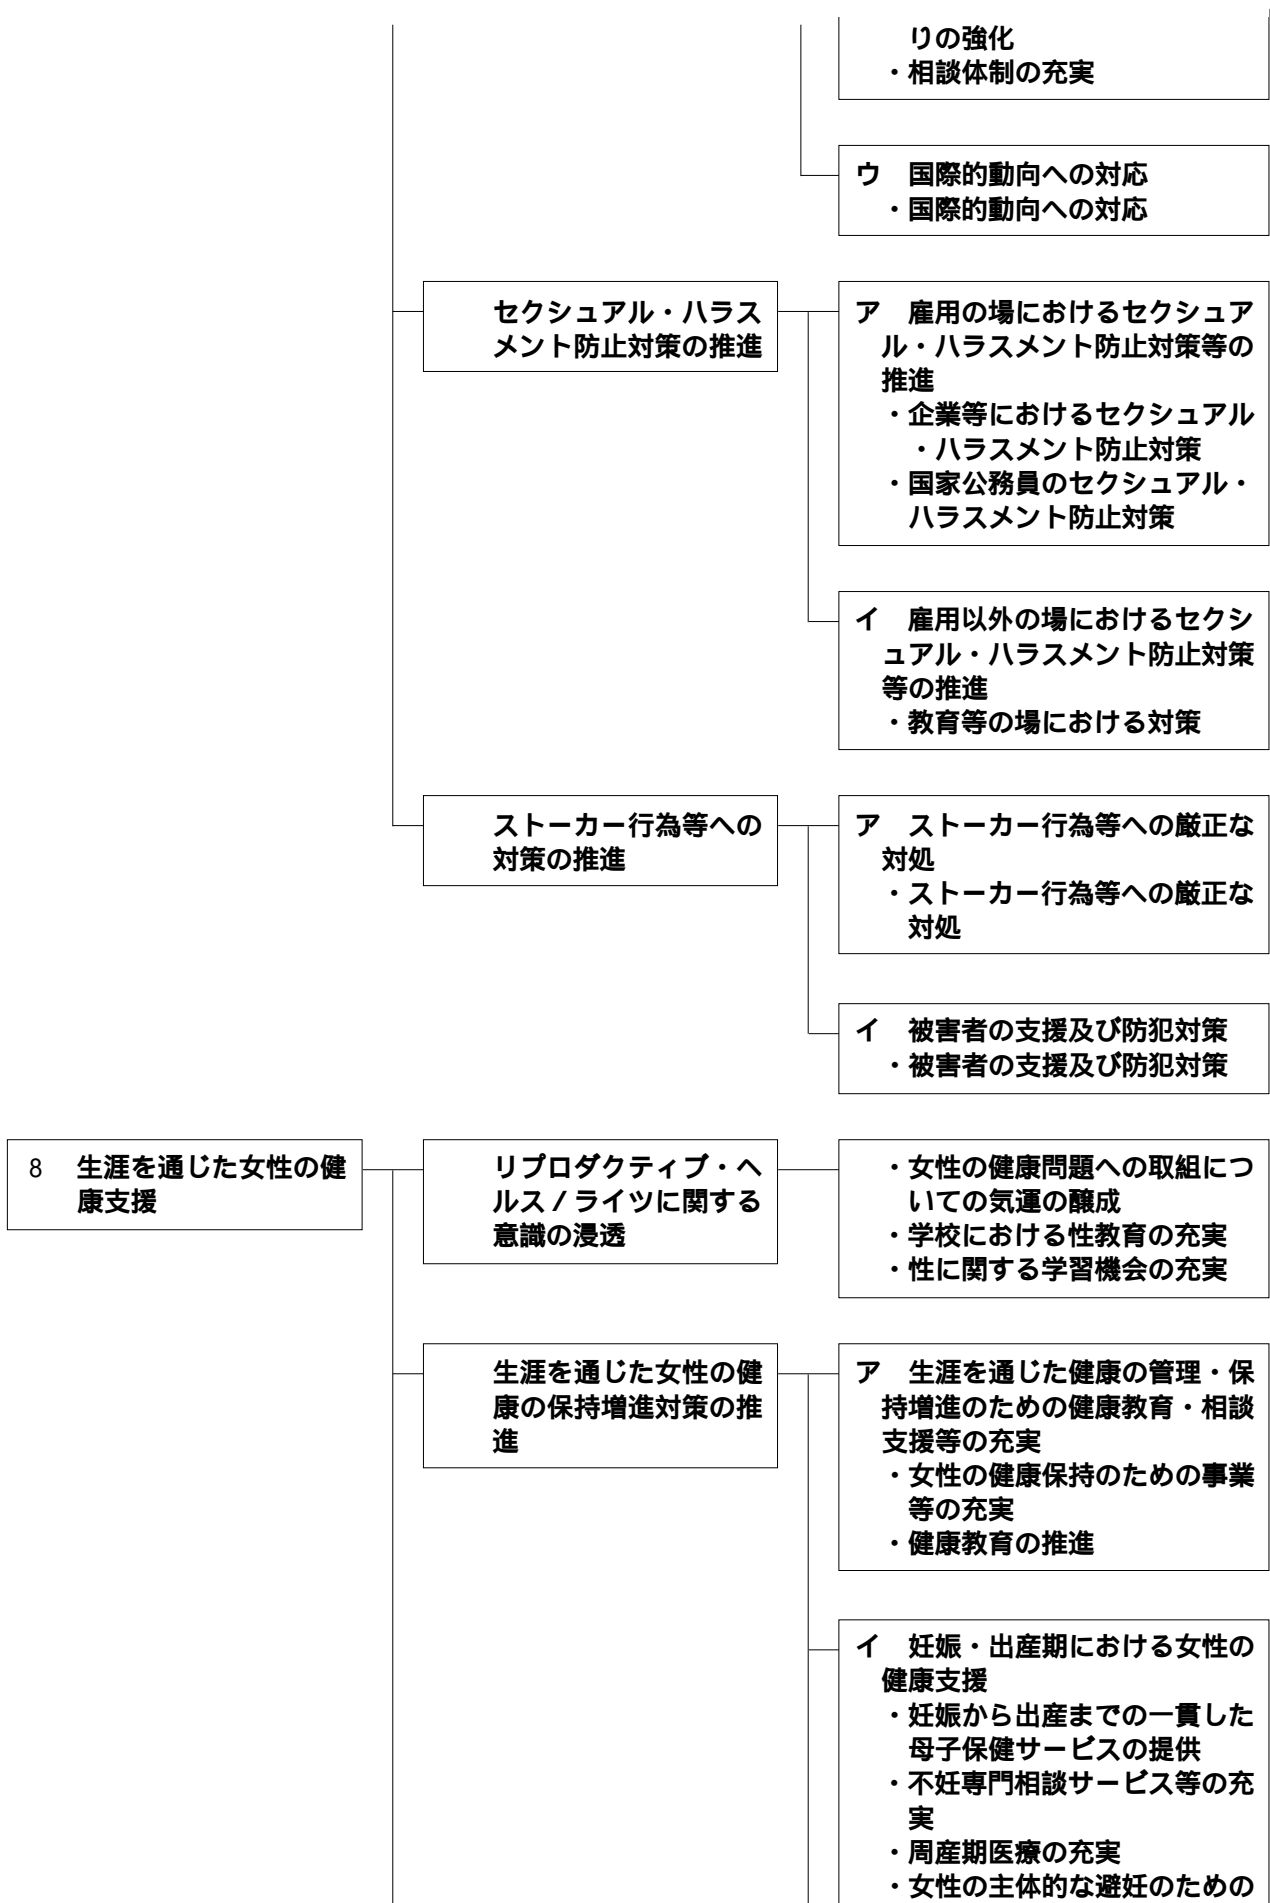 りの強化
・相談体制の充実
ウ　国際的動向への対応
・国際的動向への対応
セクシュアル・ハラス
メント防止対策の推進
ア　雇用の場におけるセクシュア
ル・ハラスメント防止対策等の
推進
・企業等におけるセクシュアル
・ハラスメント防止対策
・国家公務員のセクシュアル・
ハラスメント防止対策
イ　雇用以外の場におけるセクシ
ュアル・ハラスメント防止対策
等の推進
・教育等の場における対策
ストーカー行為等への
対策の推進
ア　ストーカー行為等への厳正な
対処
・ストーカー行為等への厳正な
対処
イ　被害者の支援及び防犯対策
・被害者の支援及び防犯対策
8　生涯を通じた女性の健
康支援
リプロダクティブ・ヘ
ルス／ライツに関する
意識の浸透
・女性の健康問題への取組につ
いての気運の醸成
・学校における性教育の充実
・性に関する学習機会の充実
生涯を通じた女性の健
康の保持増進対策の推
進
ア　生涯を通じた健康の管理・保
持増進のための健康教育・相談
支援等の充実
・女性の健康保持のための事業
等の充実
・健康教育の推進
イ　妊娠・出産期における女性の
健康支援
・妊娠から出産までの一貫した
母子保健サービスの提供
・不妊専門相談サービス等の充
実
・周産期医療の充実
・女性の主体的な避妊のための